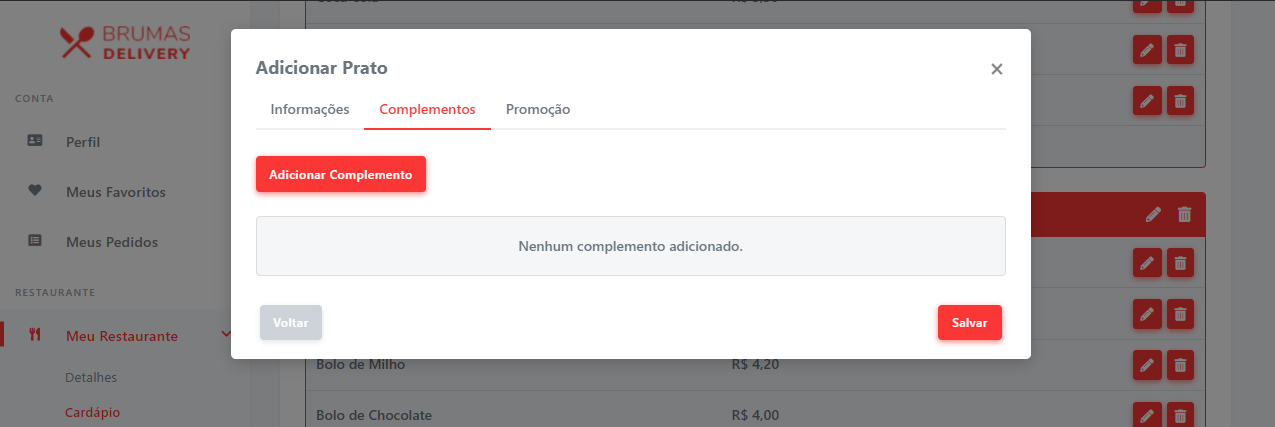 BRUMAS
DELIVERY
CONTA
Perfil
Meus Favoritos
Meus Pedidos
RESTAURANTE
Meu Restaurante
Detalhes
Cardápio
Adicionar Prato
×
Informações Complementos Promoção
Adicionar Complemento
Nenhum complemento adicionado.
Voltar Salvar
Bolo de Milho R$ 4,20
Bolo de Chocolate R$ 4,00